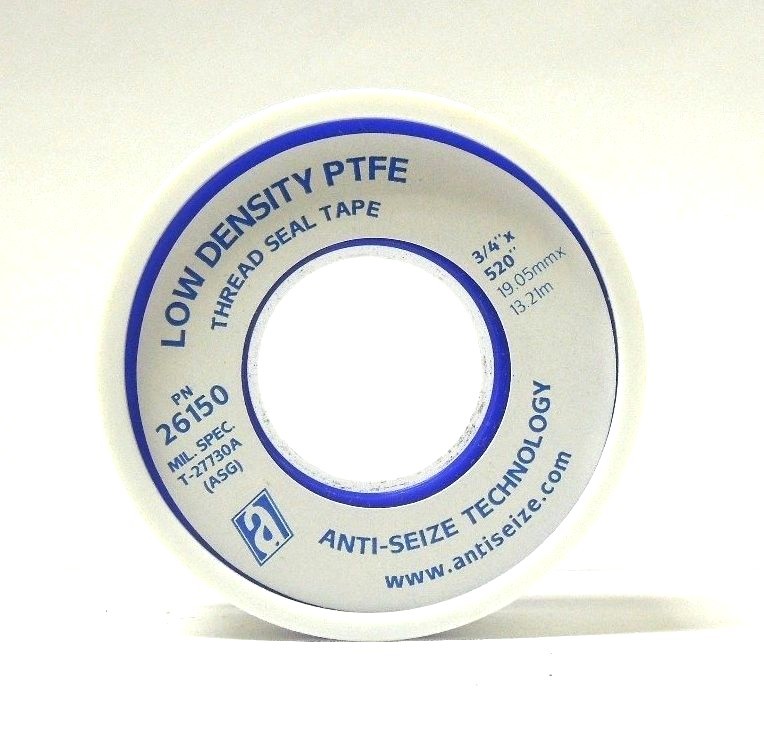 LOW DENSITY PTFE
THREAD SEAL TAPE
3/4"x
520"
19.05mmx
13.21m
PN
26150
MIL. SPEC.
T-27730A
(ASG)
a
ANTI-SEIZE TECHNOLOGY
www.antiseize.com